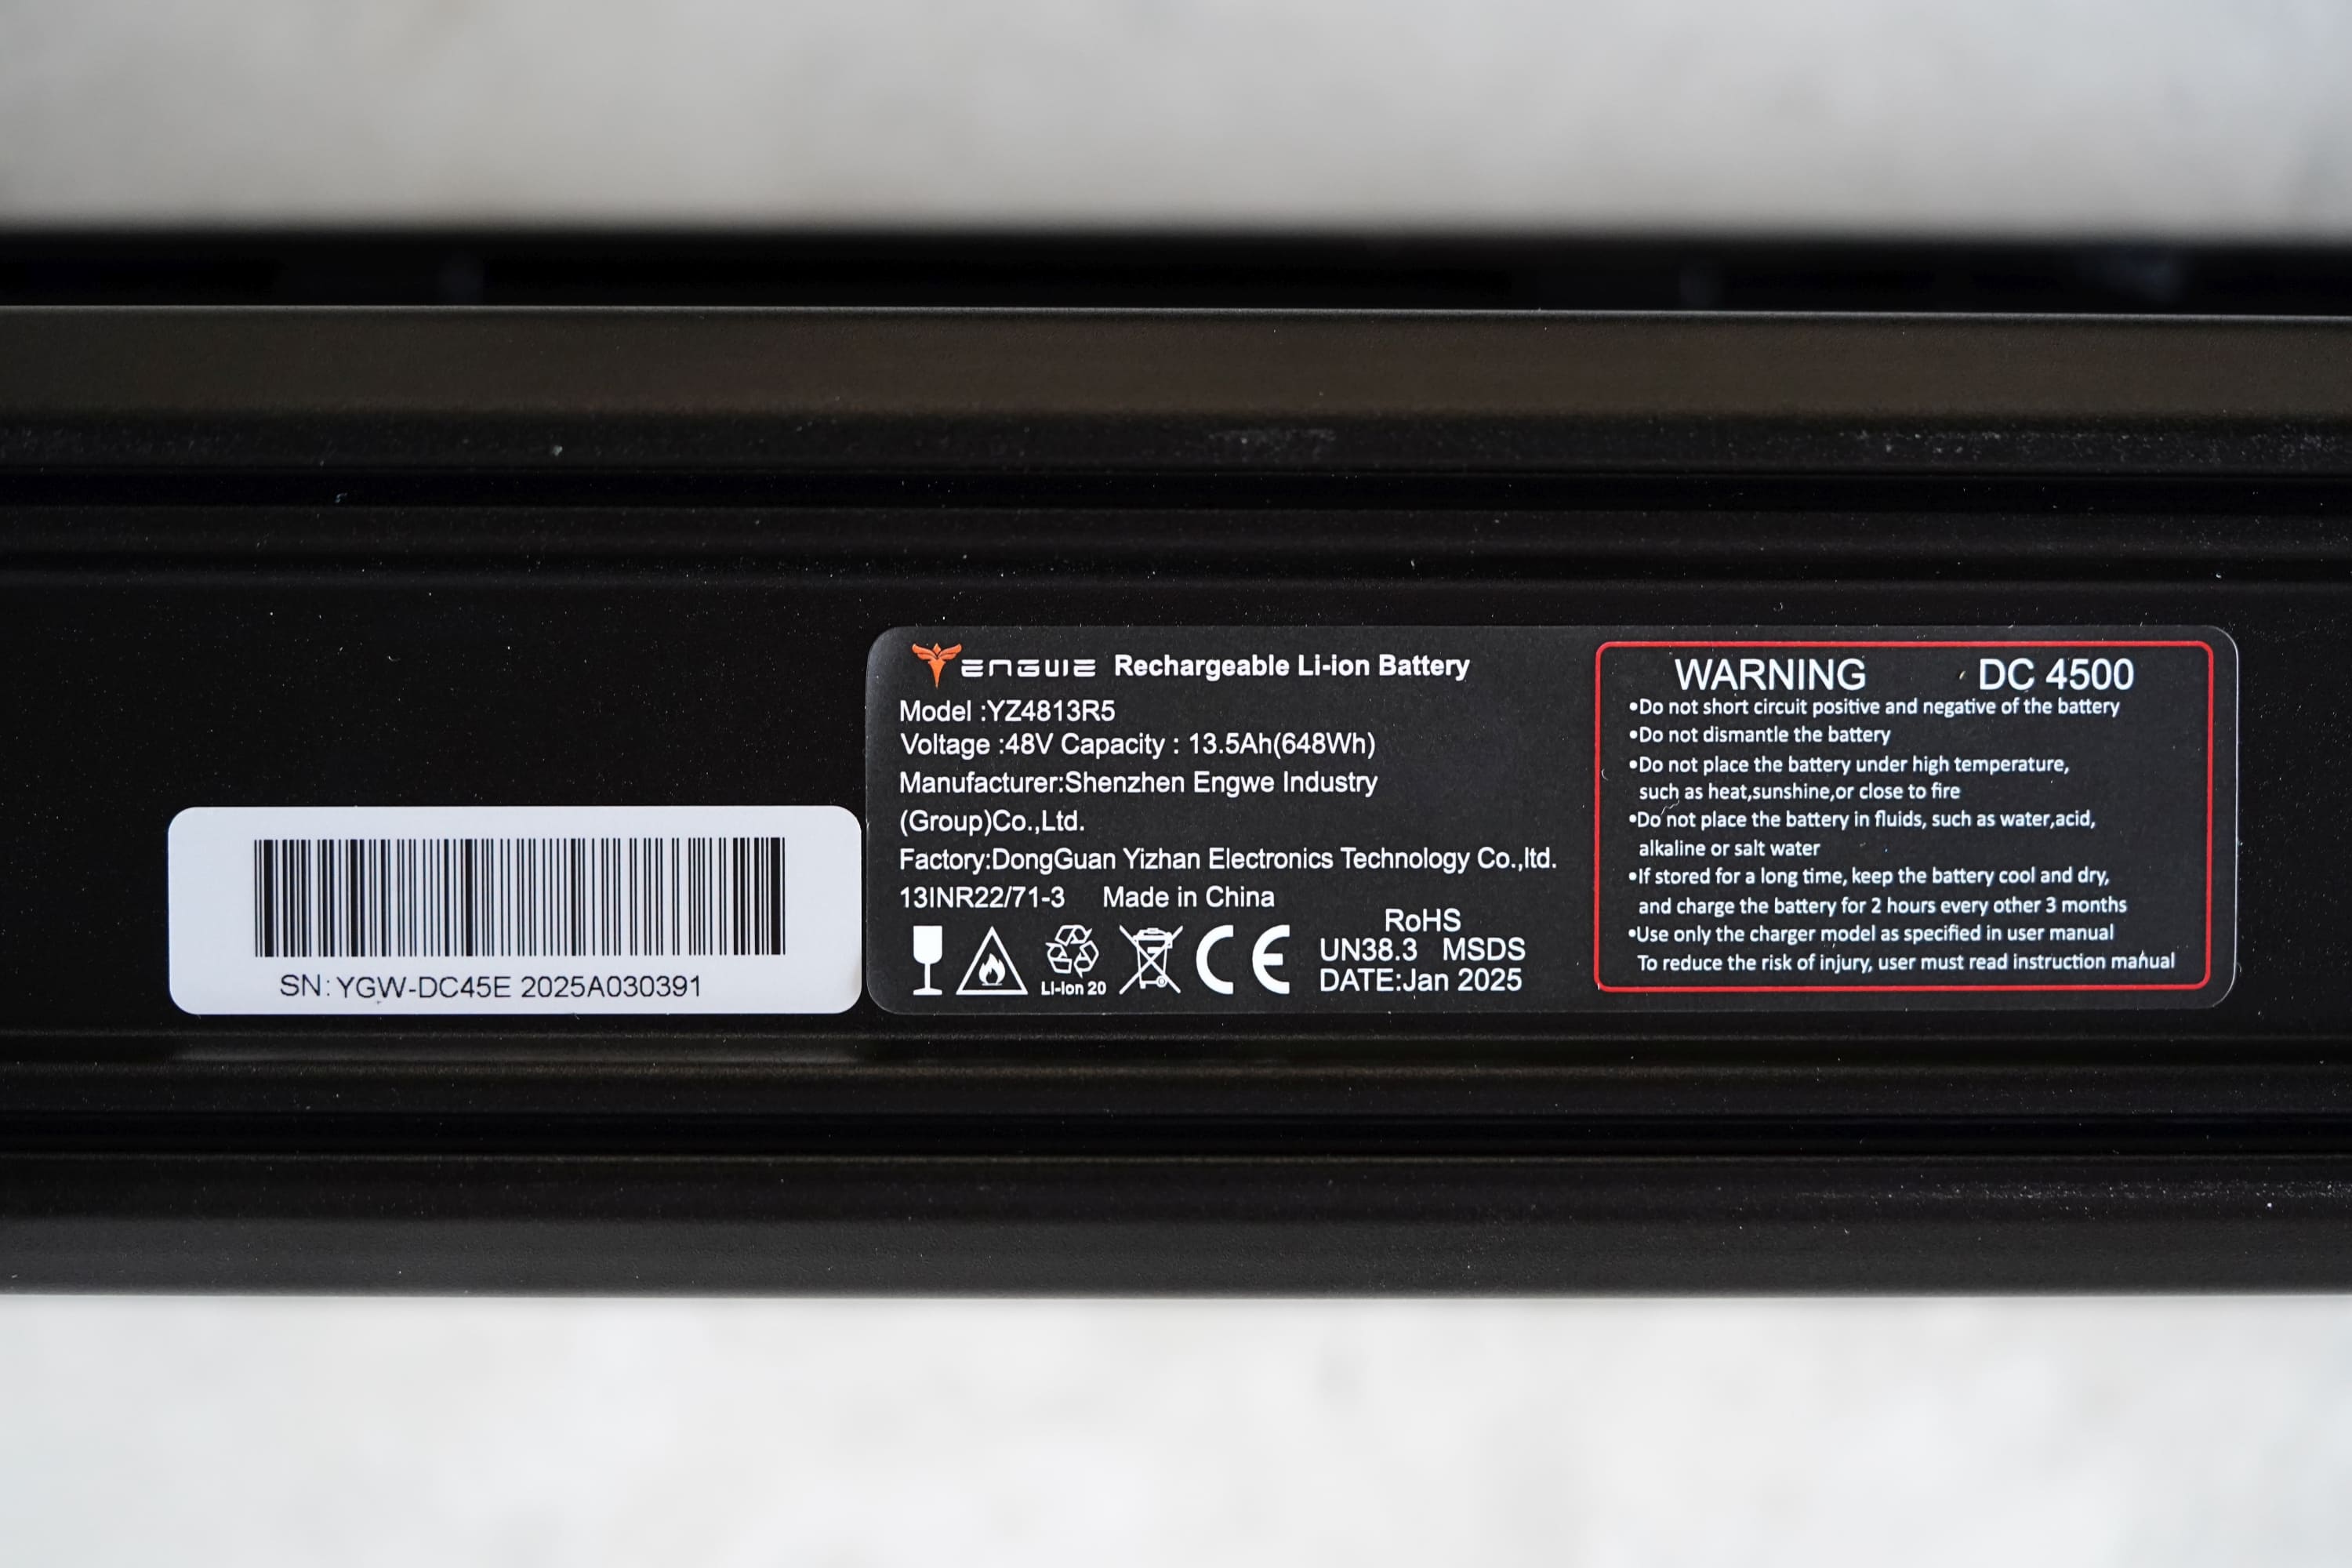 SN: YGW-DC45E 2025A030391
ENGWE Rechargeable Li-ion Battery
Model :YZ4813R5
Voltage :48V Capacity : 13.5Ah(648Wh)
Manufacturer:Shenzhen Engwe Industry
(Group)Co.,Ltd.
Factory:DongGuan Yizhan Electronics Technology Co.,ltd.
13INR22/71-3 Made in China
Li-Ion 20
CE
RoHS
UN38.3 MSDS
DATE:Jan 2025
WARNING DC 4500
•Do not short circuit positive and negative of the battery
•Do not dismantle the battery
•Do not place the battery under high temperature,
such as heat,sunshine,or close to fire
•Do not place the battery in fluids, such as water,acid,
alkaline or salt water
•If stored for a long time, keep the battery cool and dry,
and charge the battery for 2 hours every other 3 months
•Use only the charger model as specified in user manual
To reduce the risk of injury, user must read instruction manual